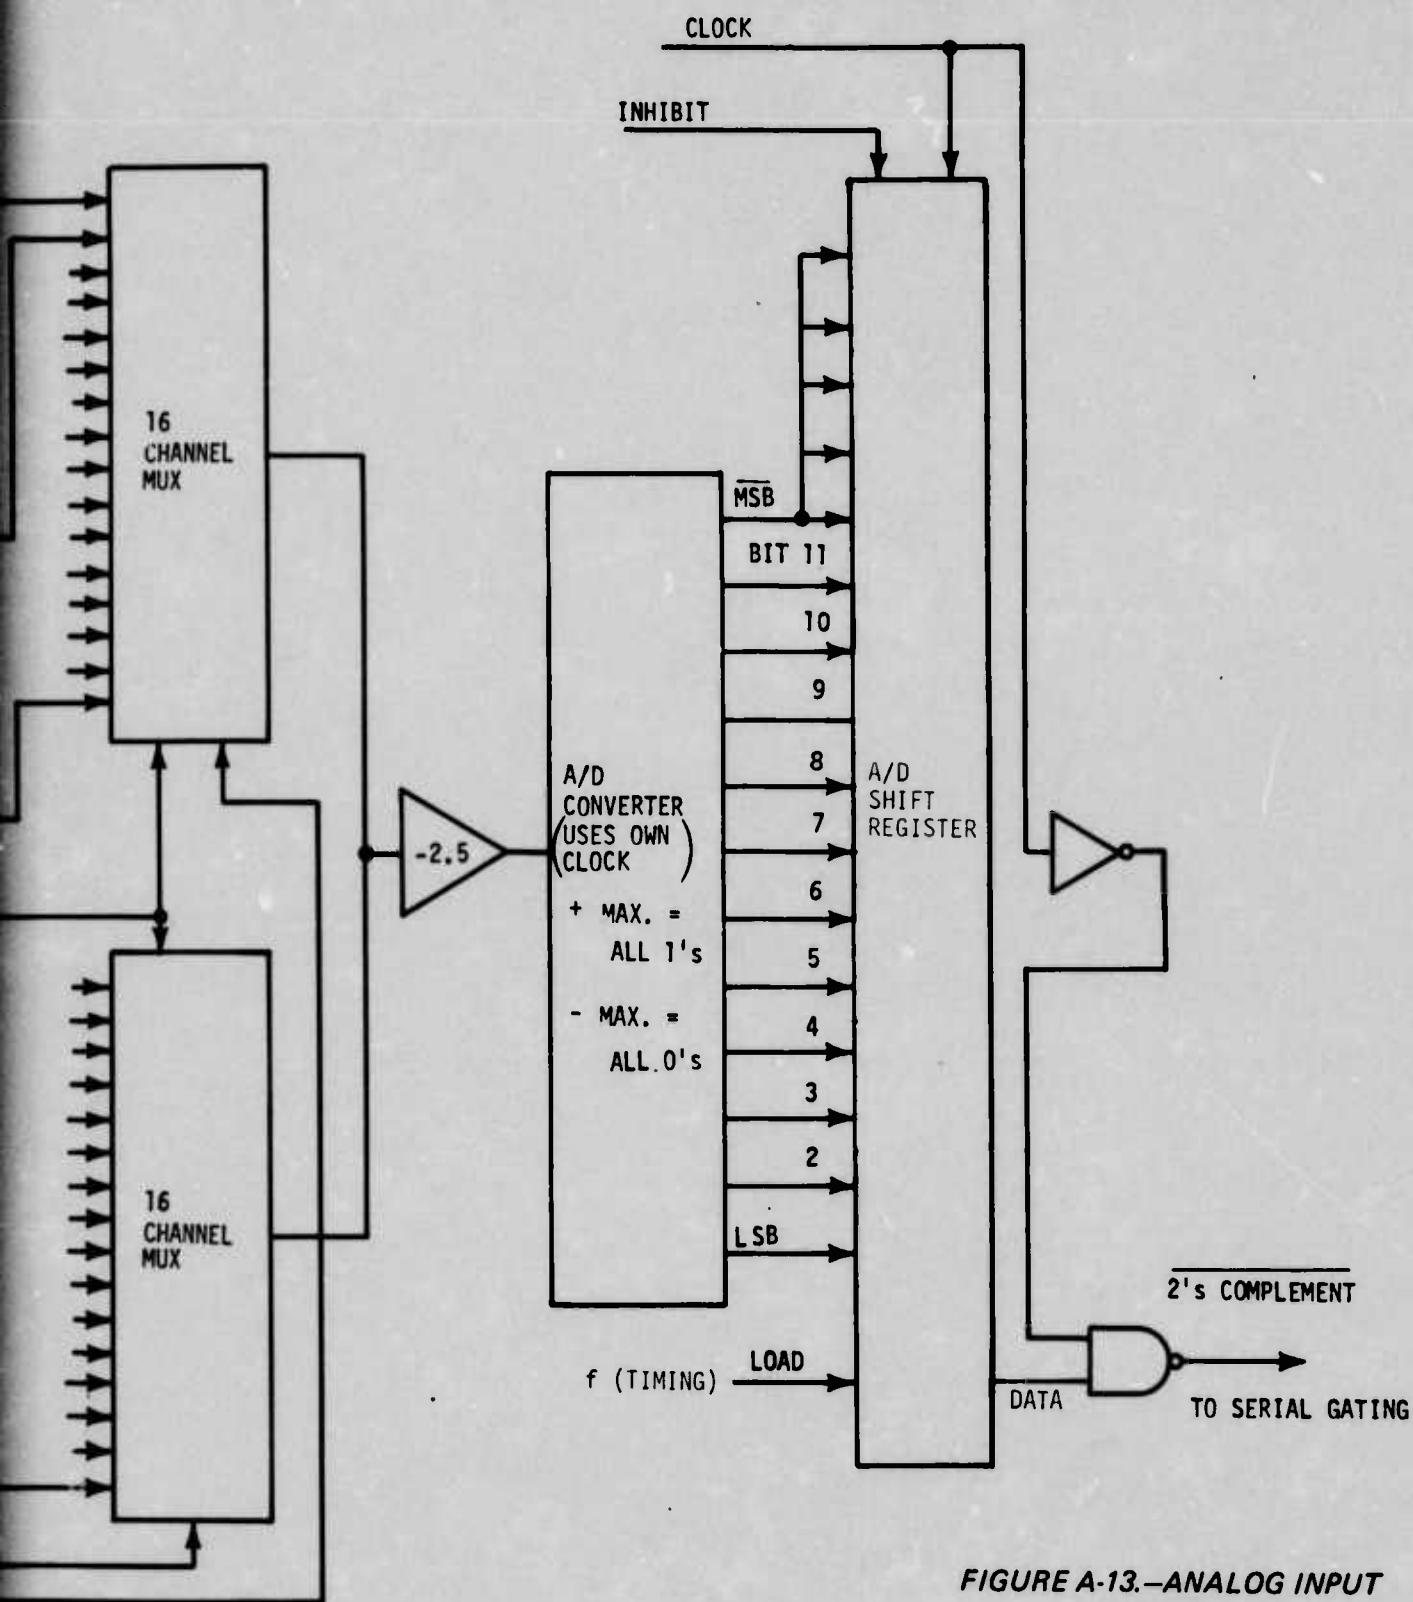 CLOCK
INHIBIT
16
CHANNEL
MUX
MSB
BIT 11
10
9
8
7
6
5
4
3
2
LSB
-2.5
A/D
CONVERTER
(USES OWN
CLOCK)
+ MAX. =
ALL 1's
- MAX. =
ALL 0's
A/D
SHIFT
REGISTER
16
CHANNEL
MUX
f (TIMING)
LOAD
DATA
2's COMPLEMENT
TO SERIAL GATING
FIGURE A-13.—ANALOG INPUT